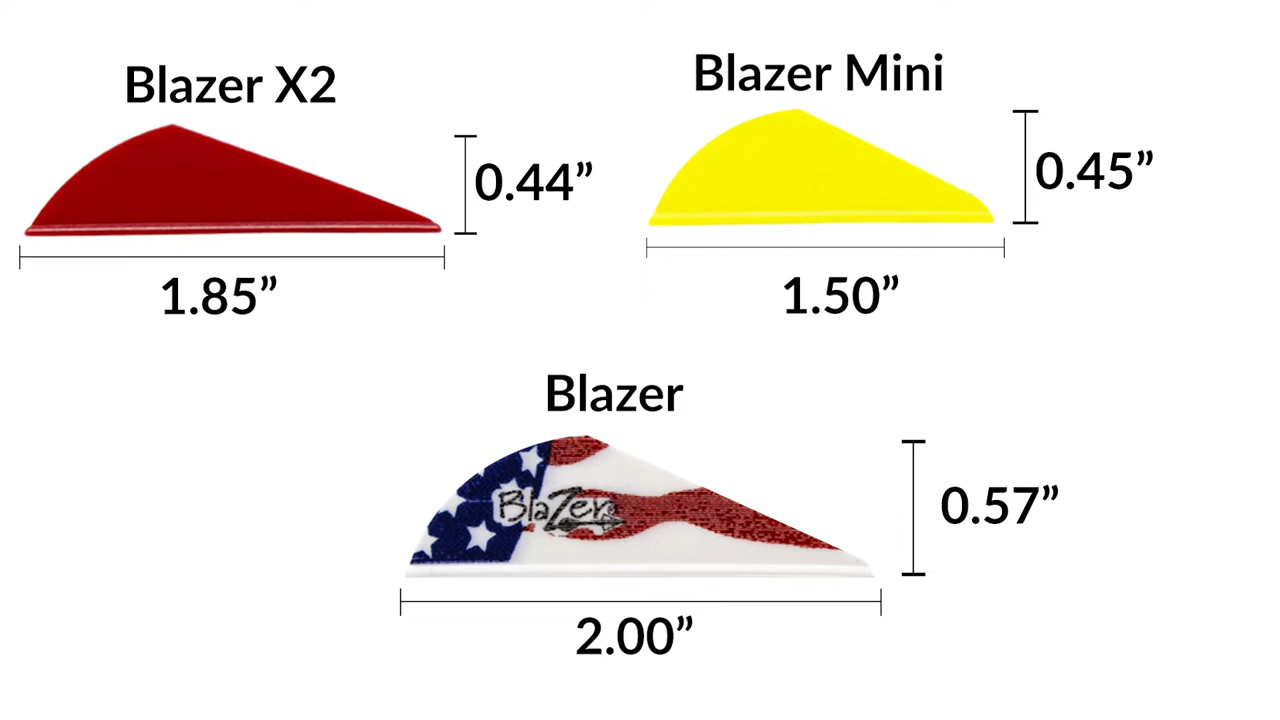 Blazer X2
0.44”
1.85”
Blazer Mini
0.45”
1.50”
Blazer
BlaZer
0.57”
2.00”